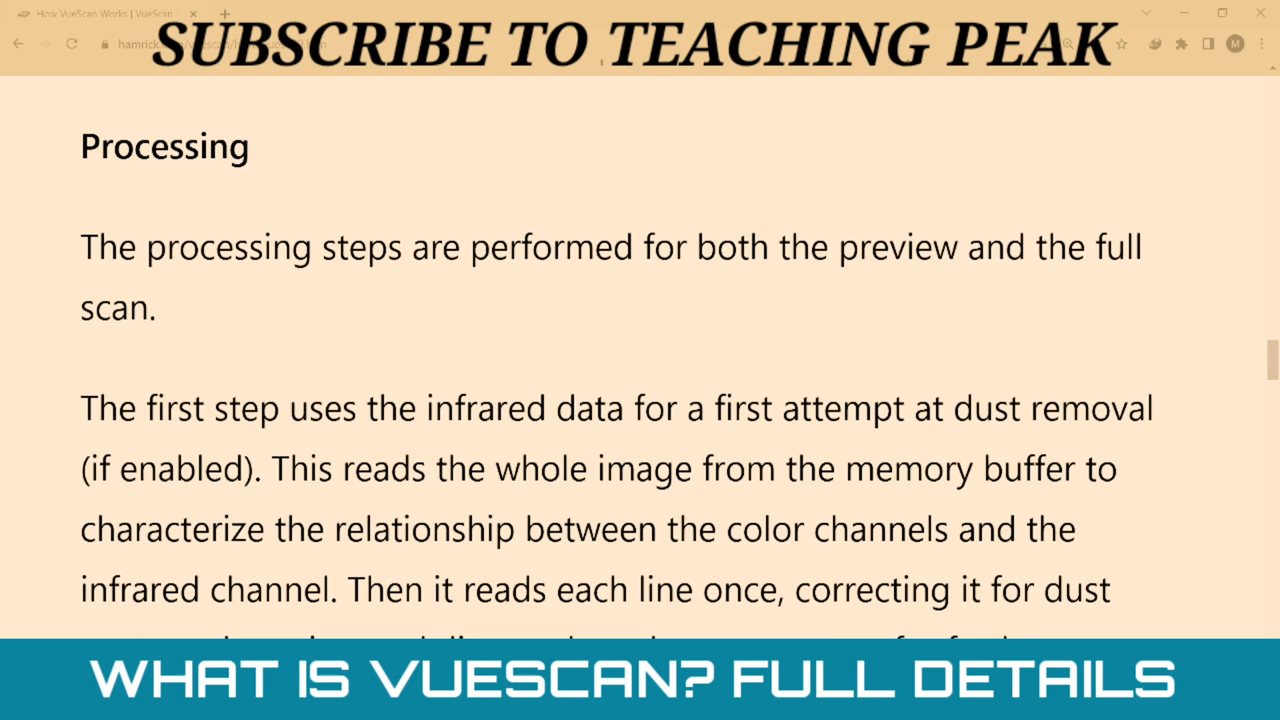 How VueScan Works | VueScan
SUBSCRIBE TO TEACHING PEAK
M
Processing
The processing steps are performed for both the preview and the full
scan.
The first step uses the infrared data for a first attempt at dust removal
(if enabled). This reads the whole image from the memory buffer to
characterize the relationship between the color channels and the
infrared channel. Then it reads each line once, correcting it for dust
WHAT IS VUESCAN? FULL DETAILS